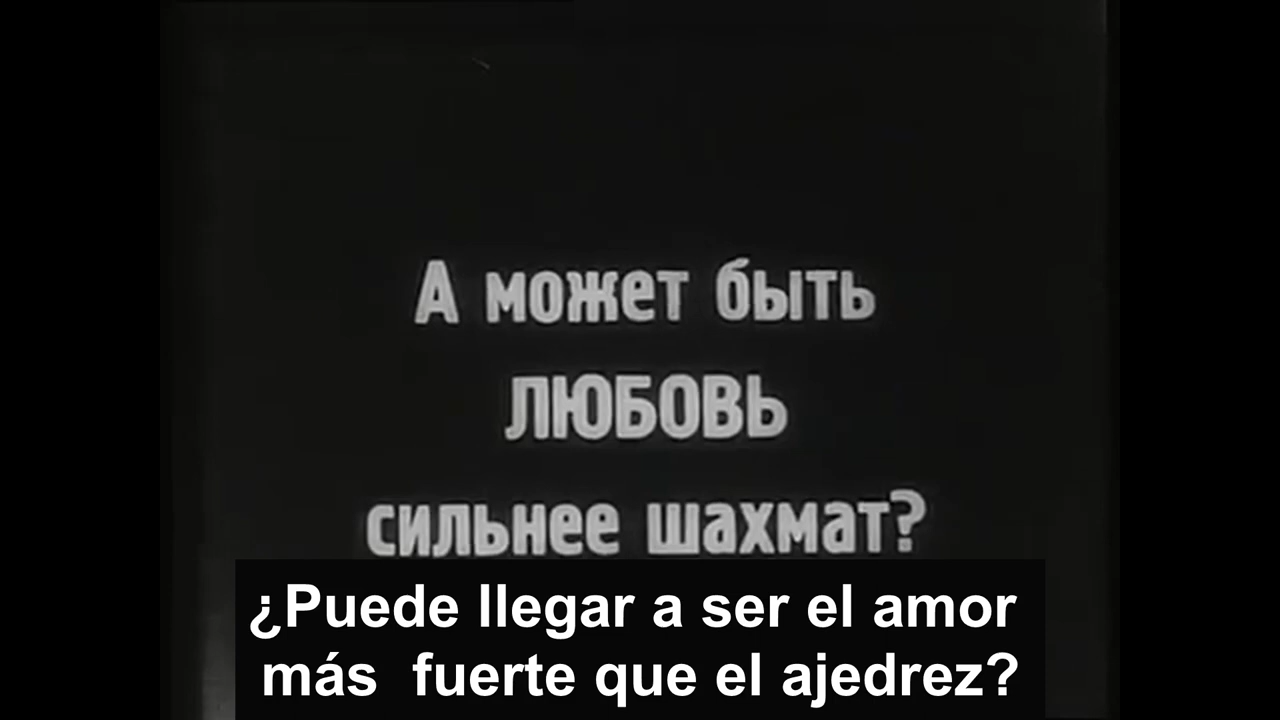 А может быть
ЛЮБОВЬ
сильнее шахмат?
¿Puede llegar a ser el amor
más fuerte que el ajedrez?